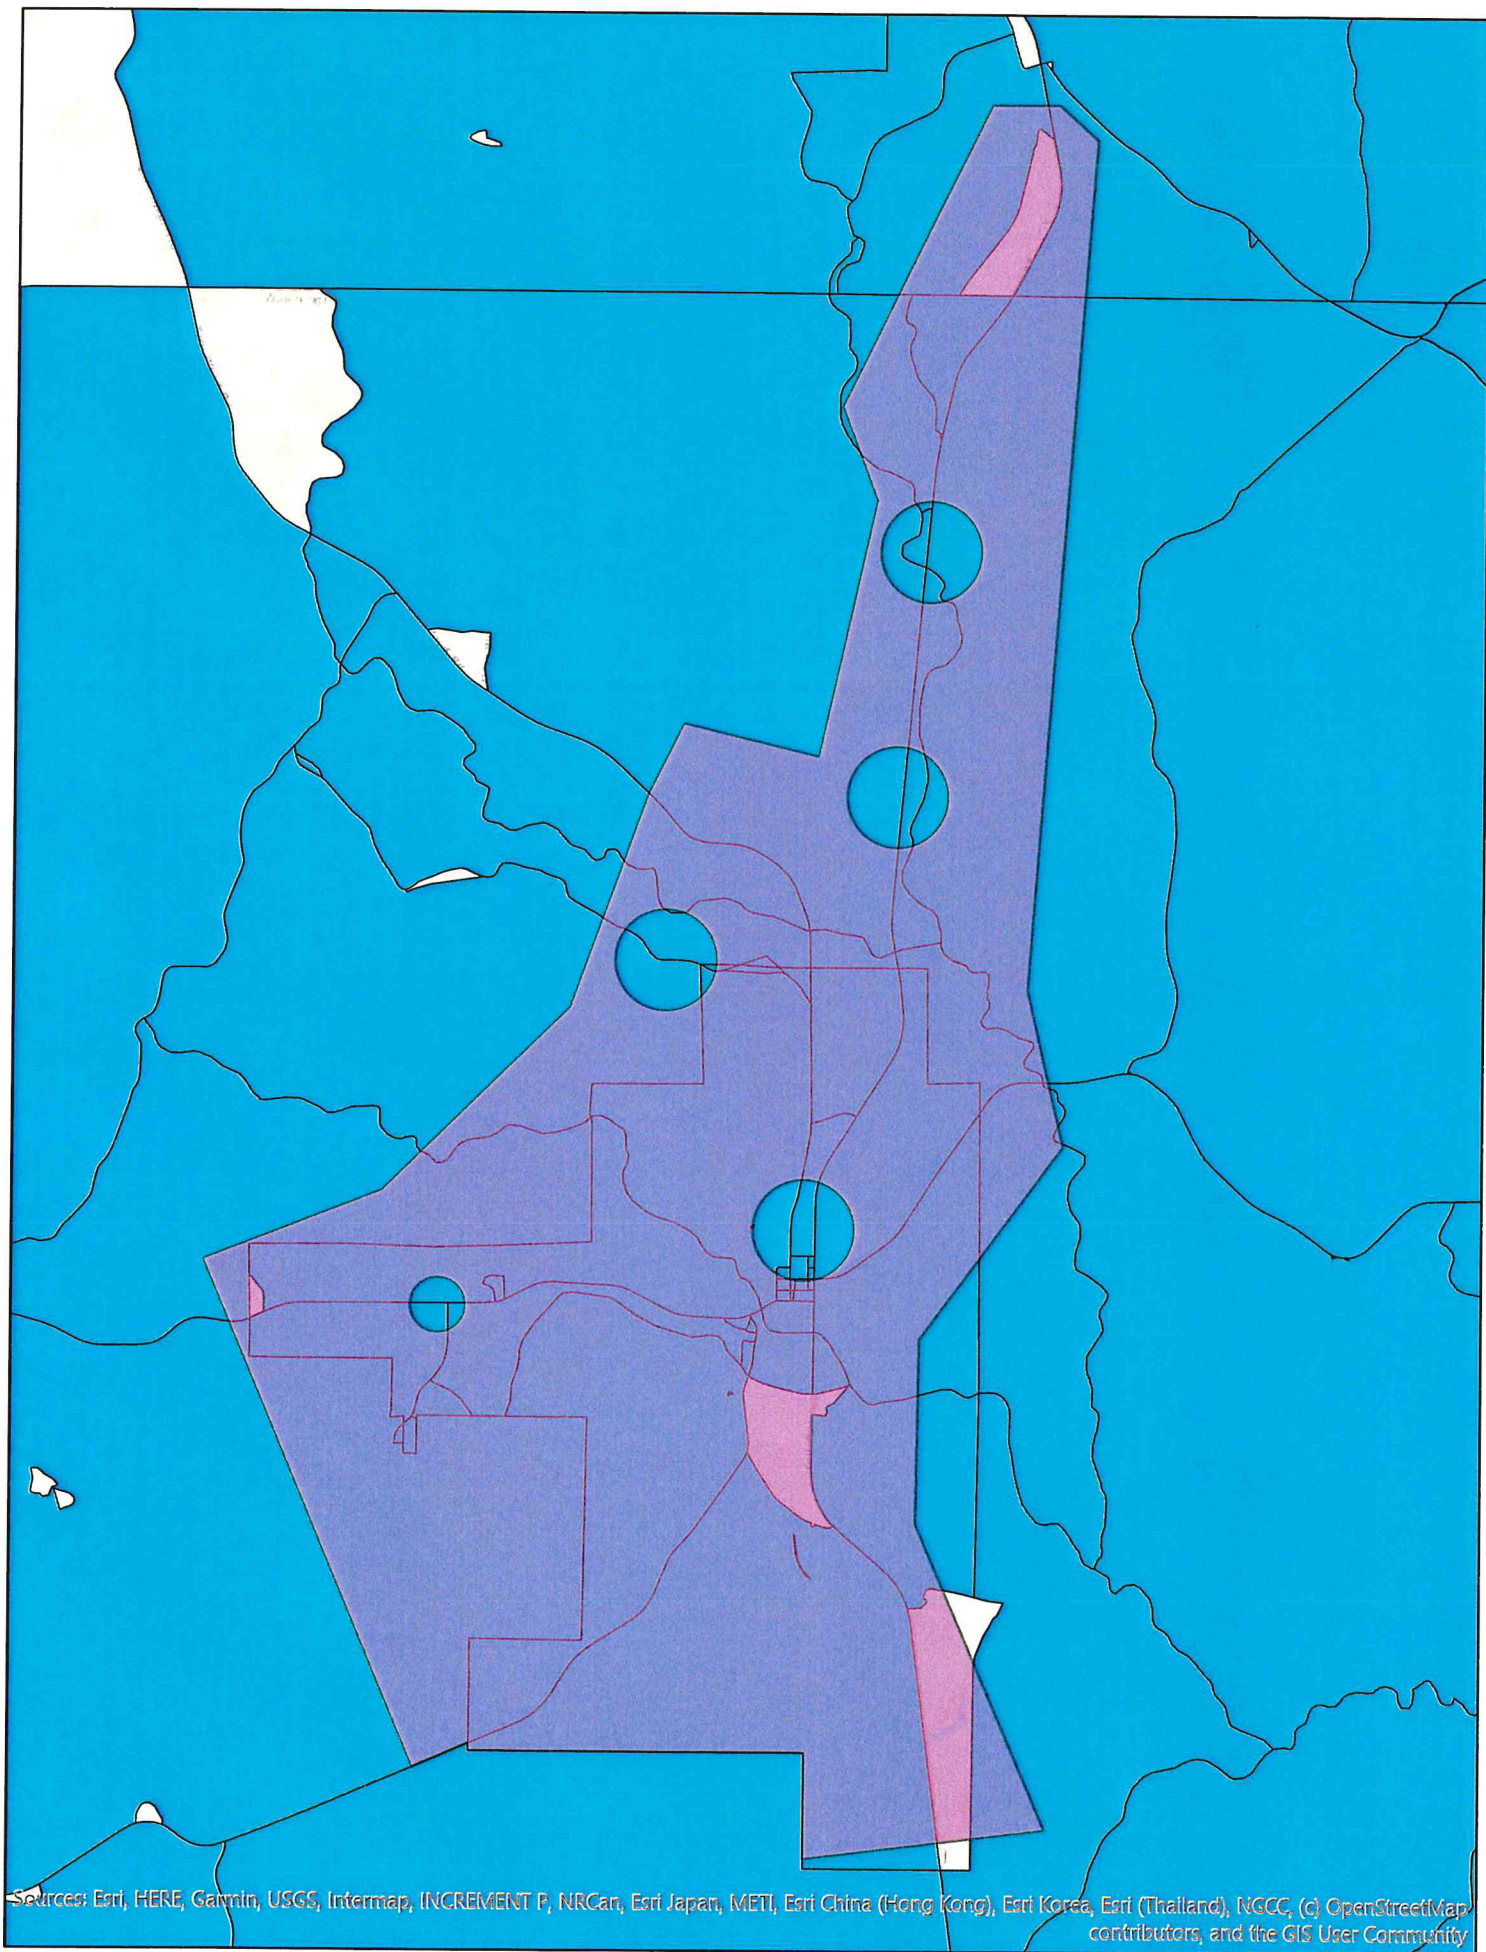 Sources: Esri, HERE, Garmin, USGS, Intermap, INCREMENT P, NRCan, Esri Japan, METI, Esri China (Hong Kong), Esri Korea, Esri (Thailand), NGCC, (c) OpenStreetMap
contributors, and the GIS User Community